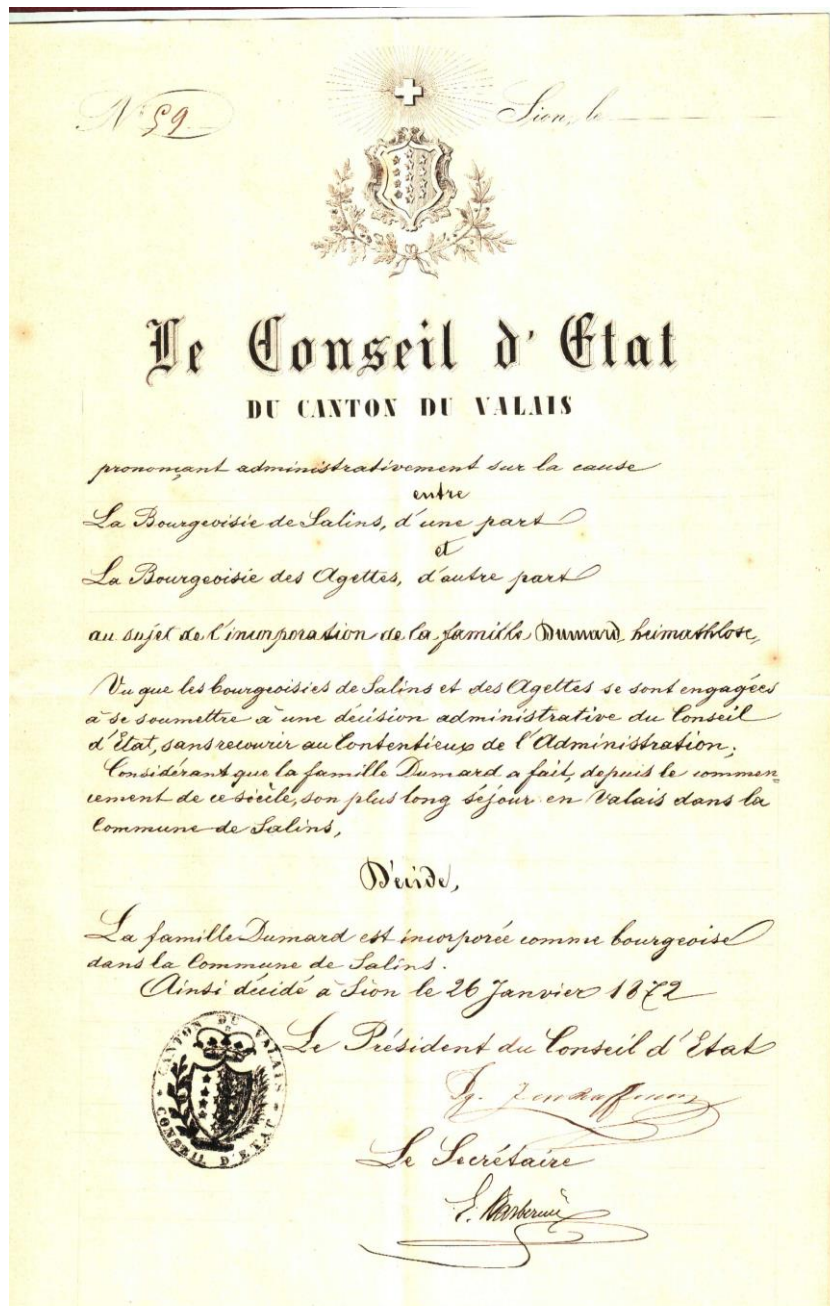 N° 59
Sion, le
Le Conseil d'Etat
DU CANTON DU VALAIS
prononçant administrativement sur la cause
entre
La Bourgeoisie de Salins, d'une part
et
La Bourgeoisie des Agettes, d'autre part
au sujet de l'incorporation de la famille Dumard, heimathlose,
Vu que les bourgeoisies de Salins et des Agettes se sont engagées
à se soumettre à une décision administrative du Conseil
d'Etat, sans recourir au Contentieux de l'Administration;
Considérant que la famille Dumard a fait, depuis le commen-
cement de ce siècle, son plus long séjour en Valais dans la
Commune de Salins,
Décide,
La famille Dumard est incorporée comme bourgeoise
dans la Commune de Salins.
Ainsi décidé à Sion le 26 Janvier 1872
CANTON DU VALAIS
CONSEIL D'ETAT
Le Président du Conseil d'Etat
Le Secrétaire